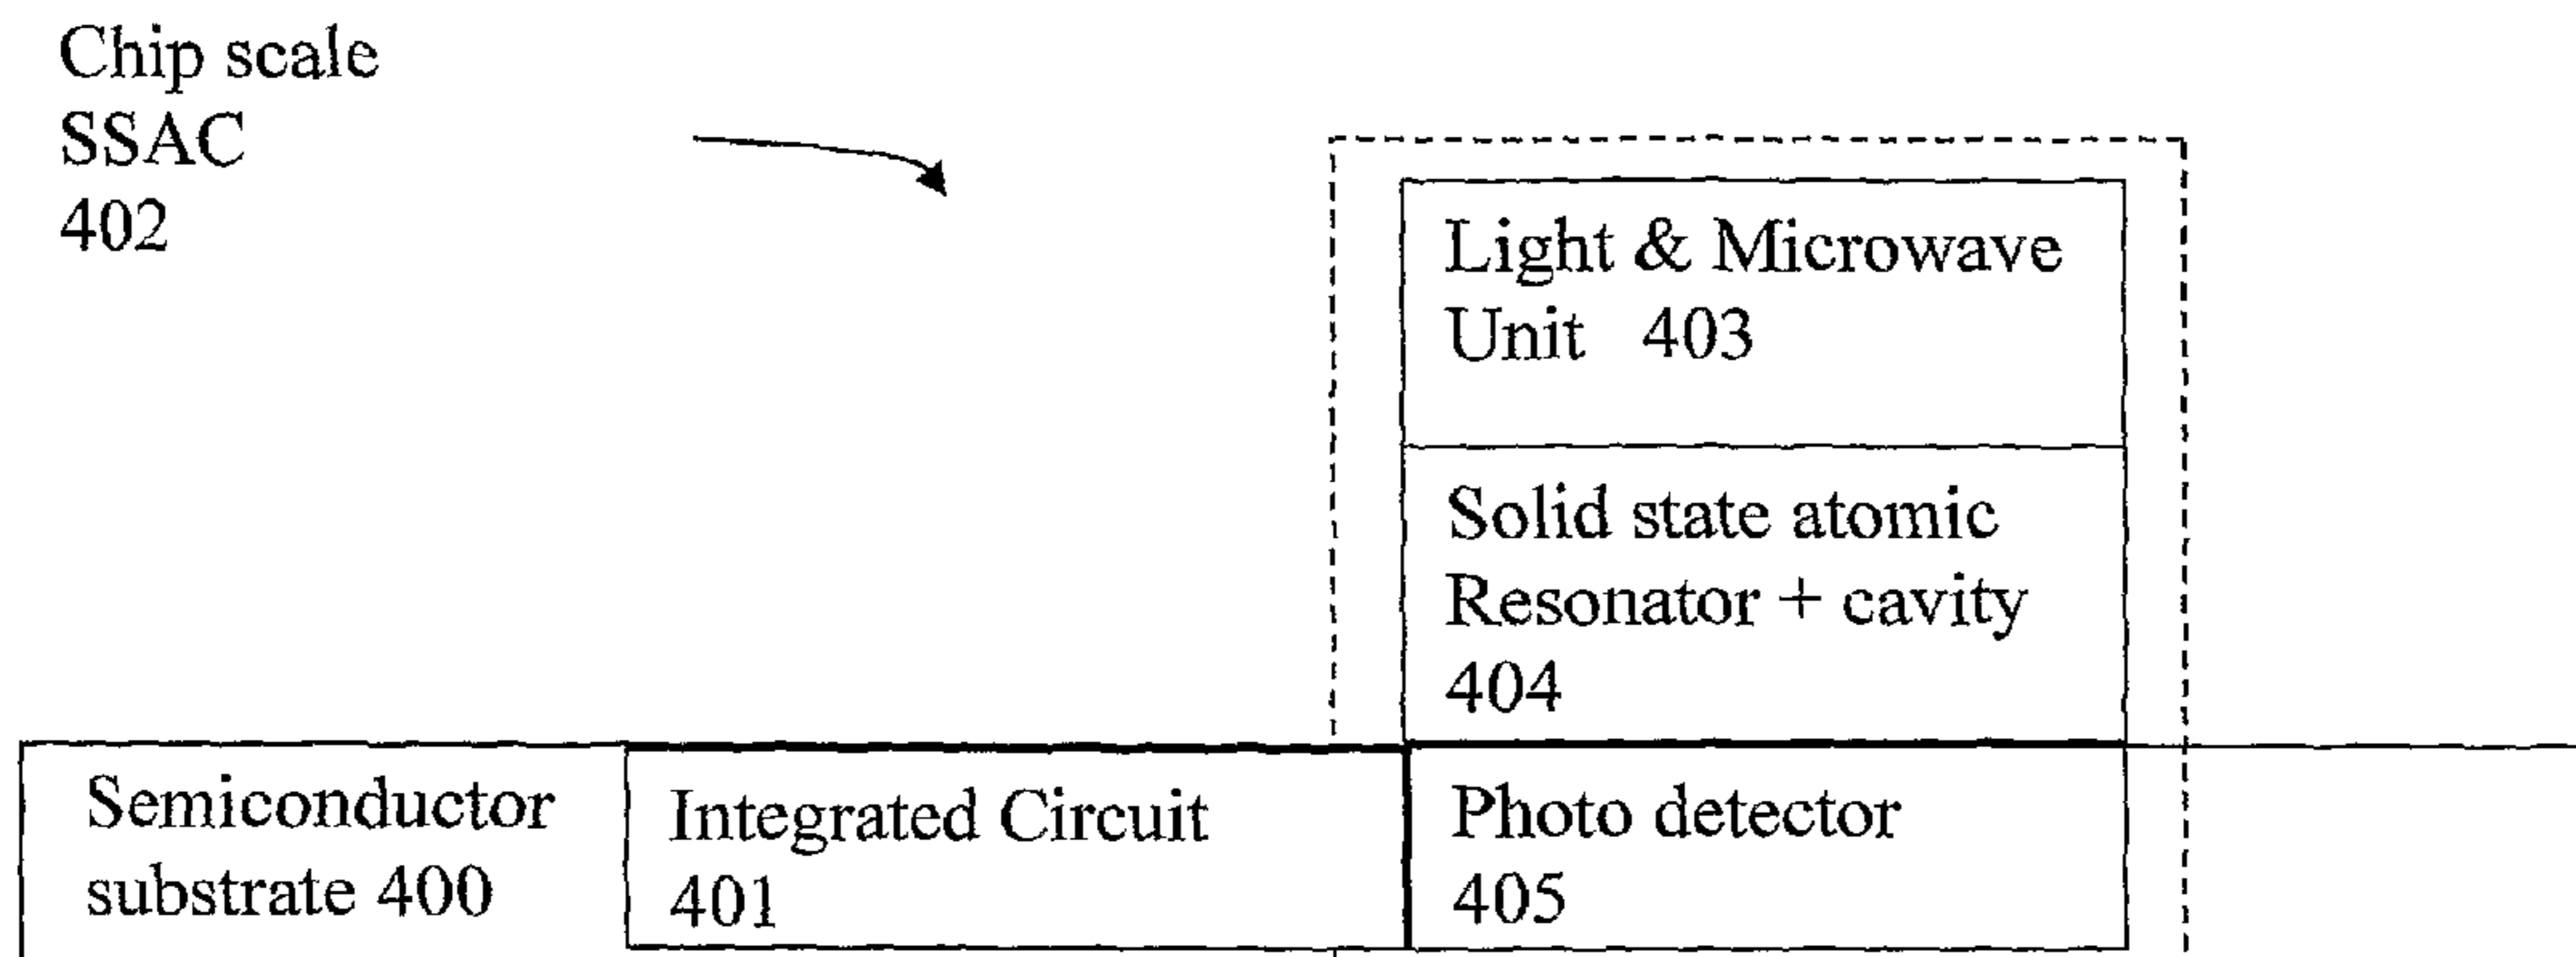 Chip scale
SSAC
402
Light & Microwave
Unit 403
Solid state atomic
Resonator + cavity
404
Semiconductor
substrate 400
Integrated Circuit
401
Photo detector
405